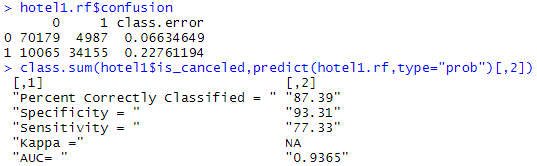 > hotel1.rf$confusion
0 1 class.error
0 70179 4987 0.06634649
1 10065 34155 0.22761194
> class.sum(hotel1$is_canceled,predict(hotel1.rf,type="prob")[,2])
[,1] [,2]
"Percent Correctly Classified = " "87.39"
"Specificity = " "93.31"
"Sensitivity = " "77.33"
"Kappa =" NA
"AUC= " "0.9365"